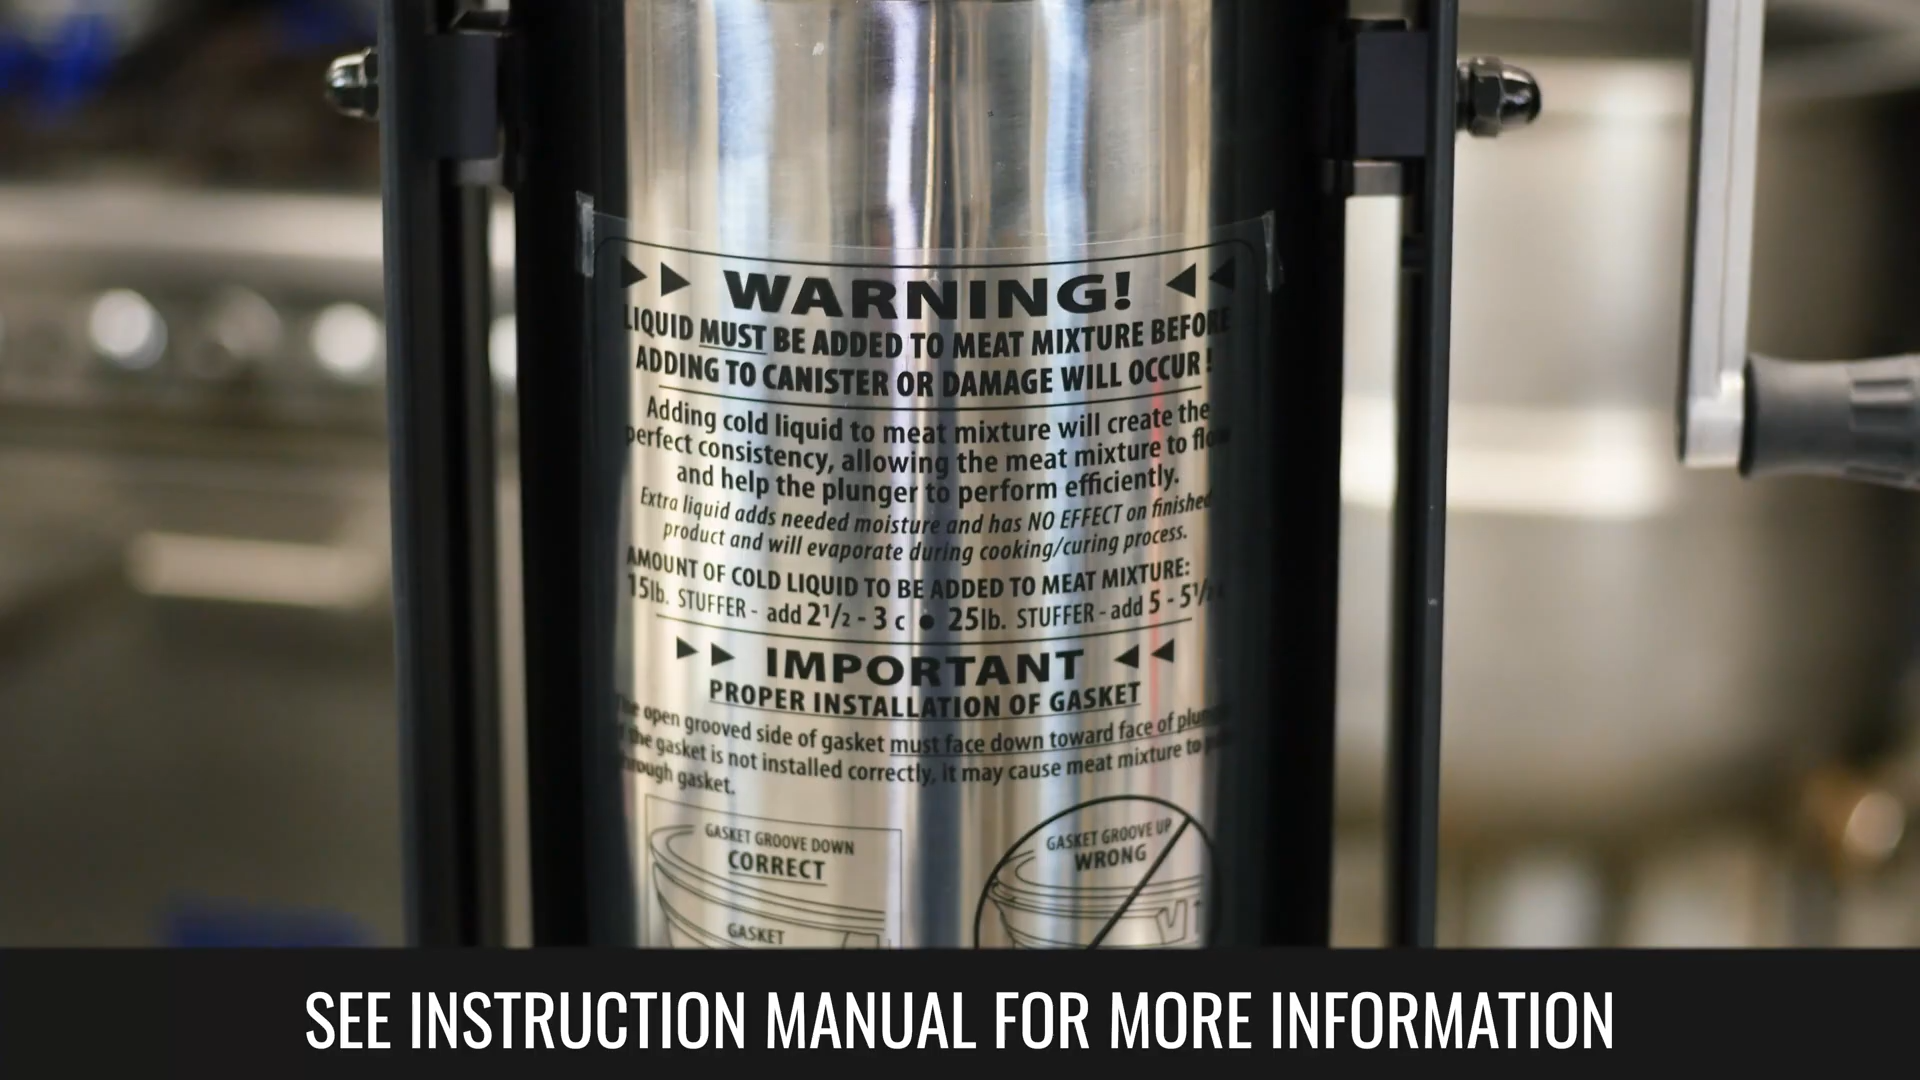 WARNING!
LIQUID MUST BE ADDED TO MEAT MIXTURE BEFORE
ADDING TO CANISTER OR DAMAGE WILL OCCUR!
Adding cold liquid to meat mixture will create the
perfect consistency, allowing the meat mixture to flow
and help the plunger to perform efficiently.
Extra liquid adds needed moisture and has NO EFFECT on finished
product and will evaporate during cooking/curing process.
AMOUNT OF COLD LIQUID TO BE ADDED TO MEAT MIXTURE:
15lb. STUFFER - add 2 1/2 - 3 c ● 25lb. STUFFER - add 5 - 5 1/2
IMPORTANT
PROPER INSTALLATION OF GASKET
The open grooved side of gasket must face down toward face of
the gasket is not installed correctly, it may cause meat mixture to
through gasket.
GASKET GROOVE DOWN
CORRECT
GASKET
GASKET GROOVE UP
WRONG
SEE INSTRUCTION MANUAL FOR MORE INFORMATION